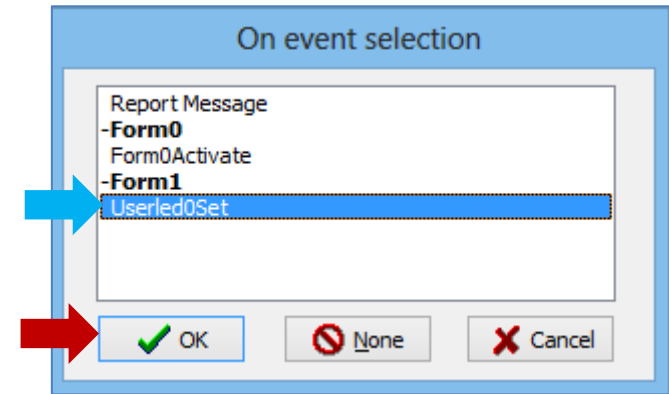 On event selection
Report Message
-Form0
Form0Activate
-Form1
Userled0Set
OK
None
Cancel